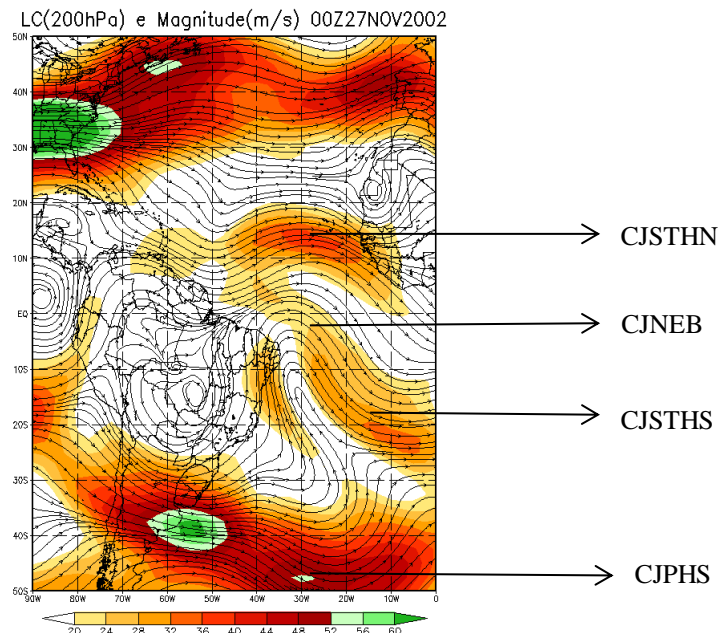 LC(200hPa) e Magnitude(m/s) 00Z27NOV2002
50N
40N
30N
20N
10N
EQ
10S
20S
30S
40S
50S
90W 80W 70W 60W 50W 40W 30W 20W 10W 0
20 24 28 32 36 40 44 48 52 56 60
CJSTHN
CJNEB
CJSTHS
CJPHS